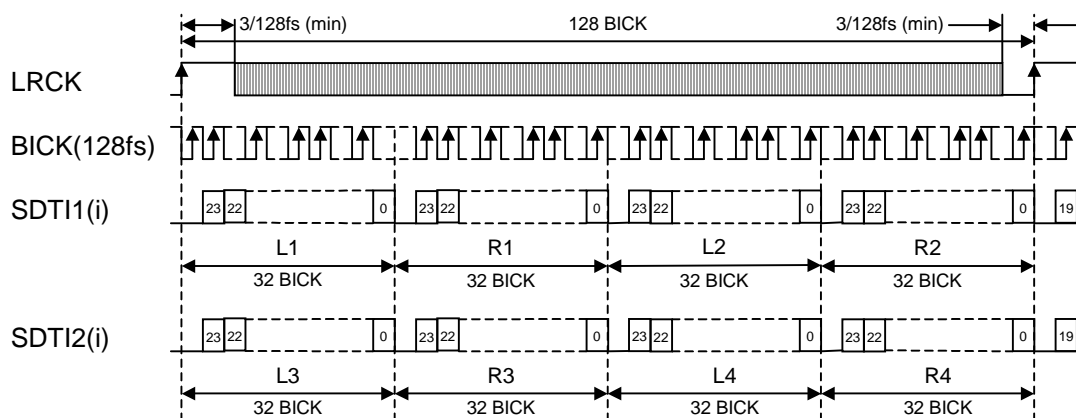 3/128fs (min) 128 BICK 3/128fs (min)
LRCK
BICK(128fs)
SDTI1(i) 23 22 0 23 22 0 23 22 0 23 22 0 19
L1 R1 L2 R2
32 BICK 32 BICK 32 BICK 32 BICK
SDTI2(i) 23 22 0 23 22 0 23 22 0 23 22 0 19
L3 R3 L4 R4
32 BICK 32 BICK 32 BICK 32 BICK